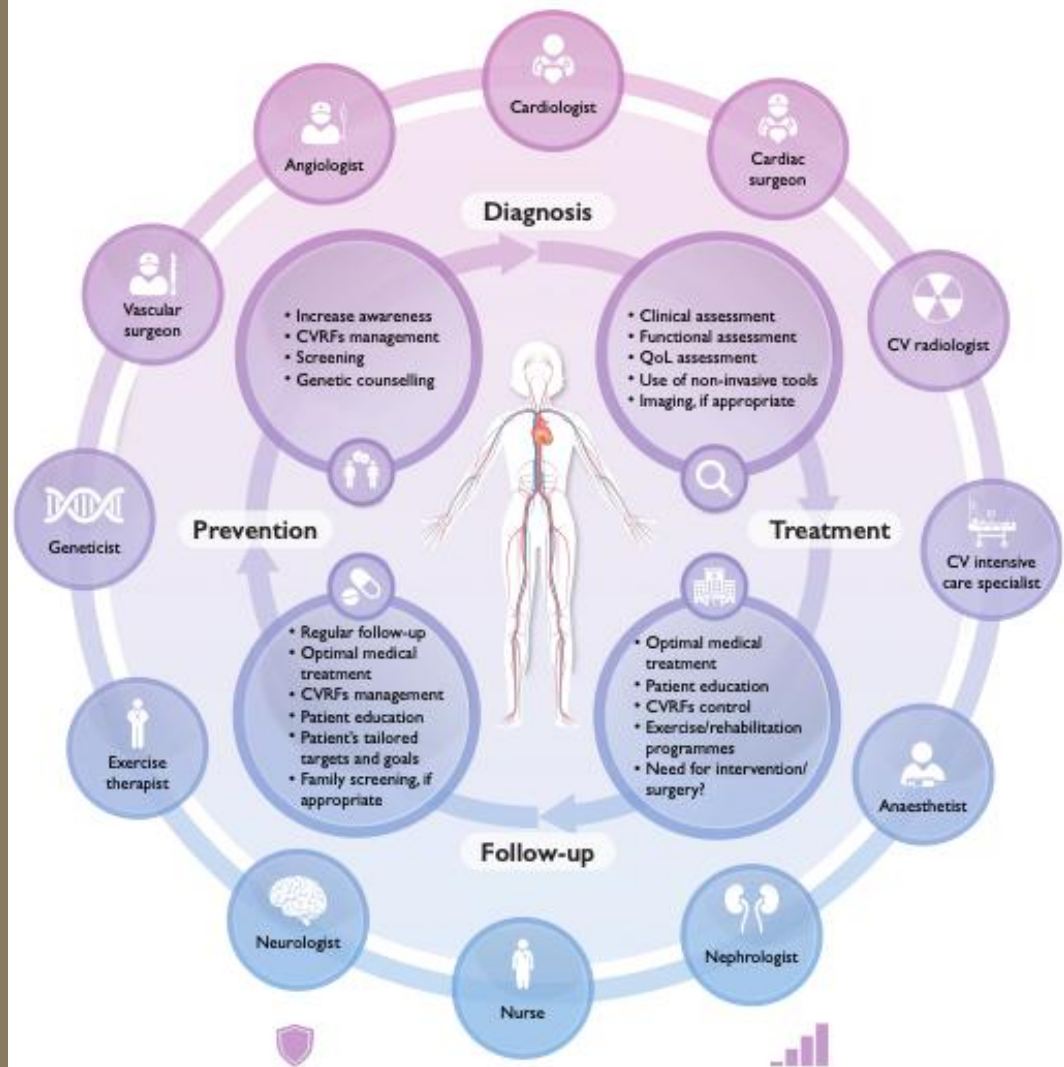 Cardiologist
Angiologist
Cardiac
surgeon
Diagnosis
Vascular
surgeon
CV radiologist
• Increase awareness
• CVRFs management
• Screening
• Genetic counselling
• Clinical assessment
• Functional assessment
• QoL assessment
• Use of non-invasive tools
• Imaging, if appropriate
Geneticist
Prevention
Treatment
CV intensive
care specialist
• Regular follow-up
• Optimal medical
treatment
• CVRFs management
• Patient education
• Patient's tailored
targets and goals
• Family screening, if
appropriate
• Optimal medical
treatment
• Patient education
• CVRFs control
• Exercise/rehabilitation
programmes
• Need for intervention/
surgery?
Exercise
therapist
Anaesthetist
Follow-up
Neurologist
Nephrologist
Nurse